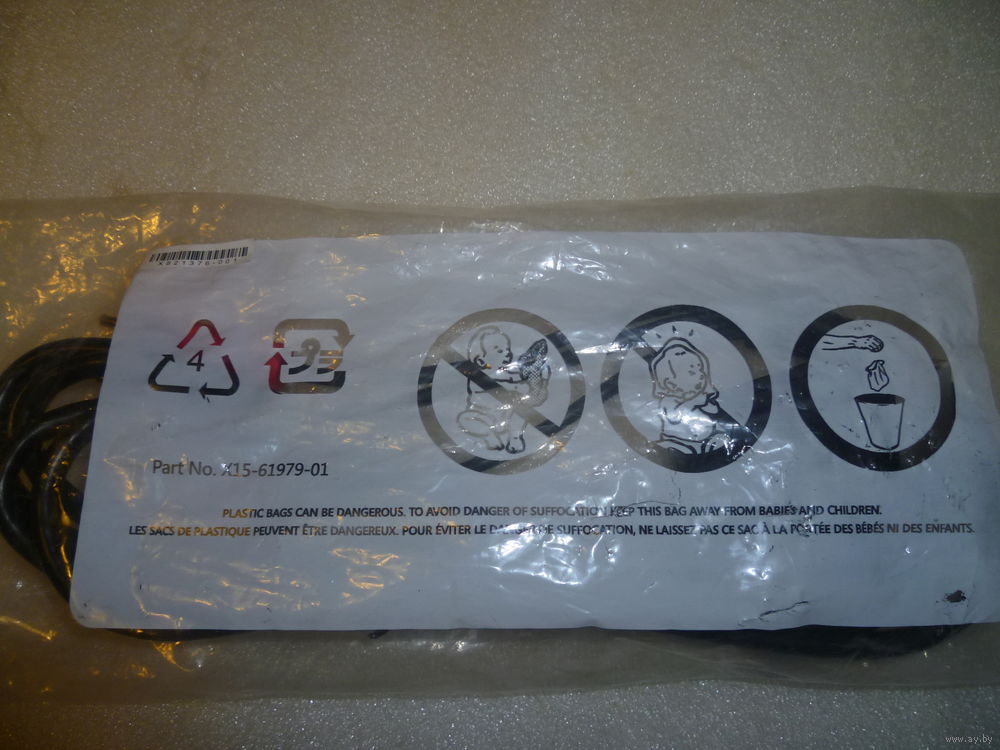 X821376-001
4
Part No. X15-61979-01
PLASTIC BAGS CAN BE DANGEROUS. TO AVOID DANGER OF SUFFOCATION KEEP THIS BAG AWAY FROM BABIES AND CHILDREN.
LES SACS DE PLASTIQUE PEUVENT ÊTRE DANGEREUX. POUR ÉVITER LE DANGER DE SUFFOCATION, NE LAISSEZ PAS CE SAC À LA PORTÉE DES BÉBÉS NI DES ENFANTS.
www.ay.by